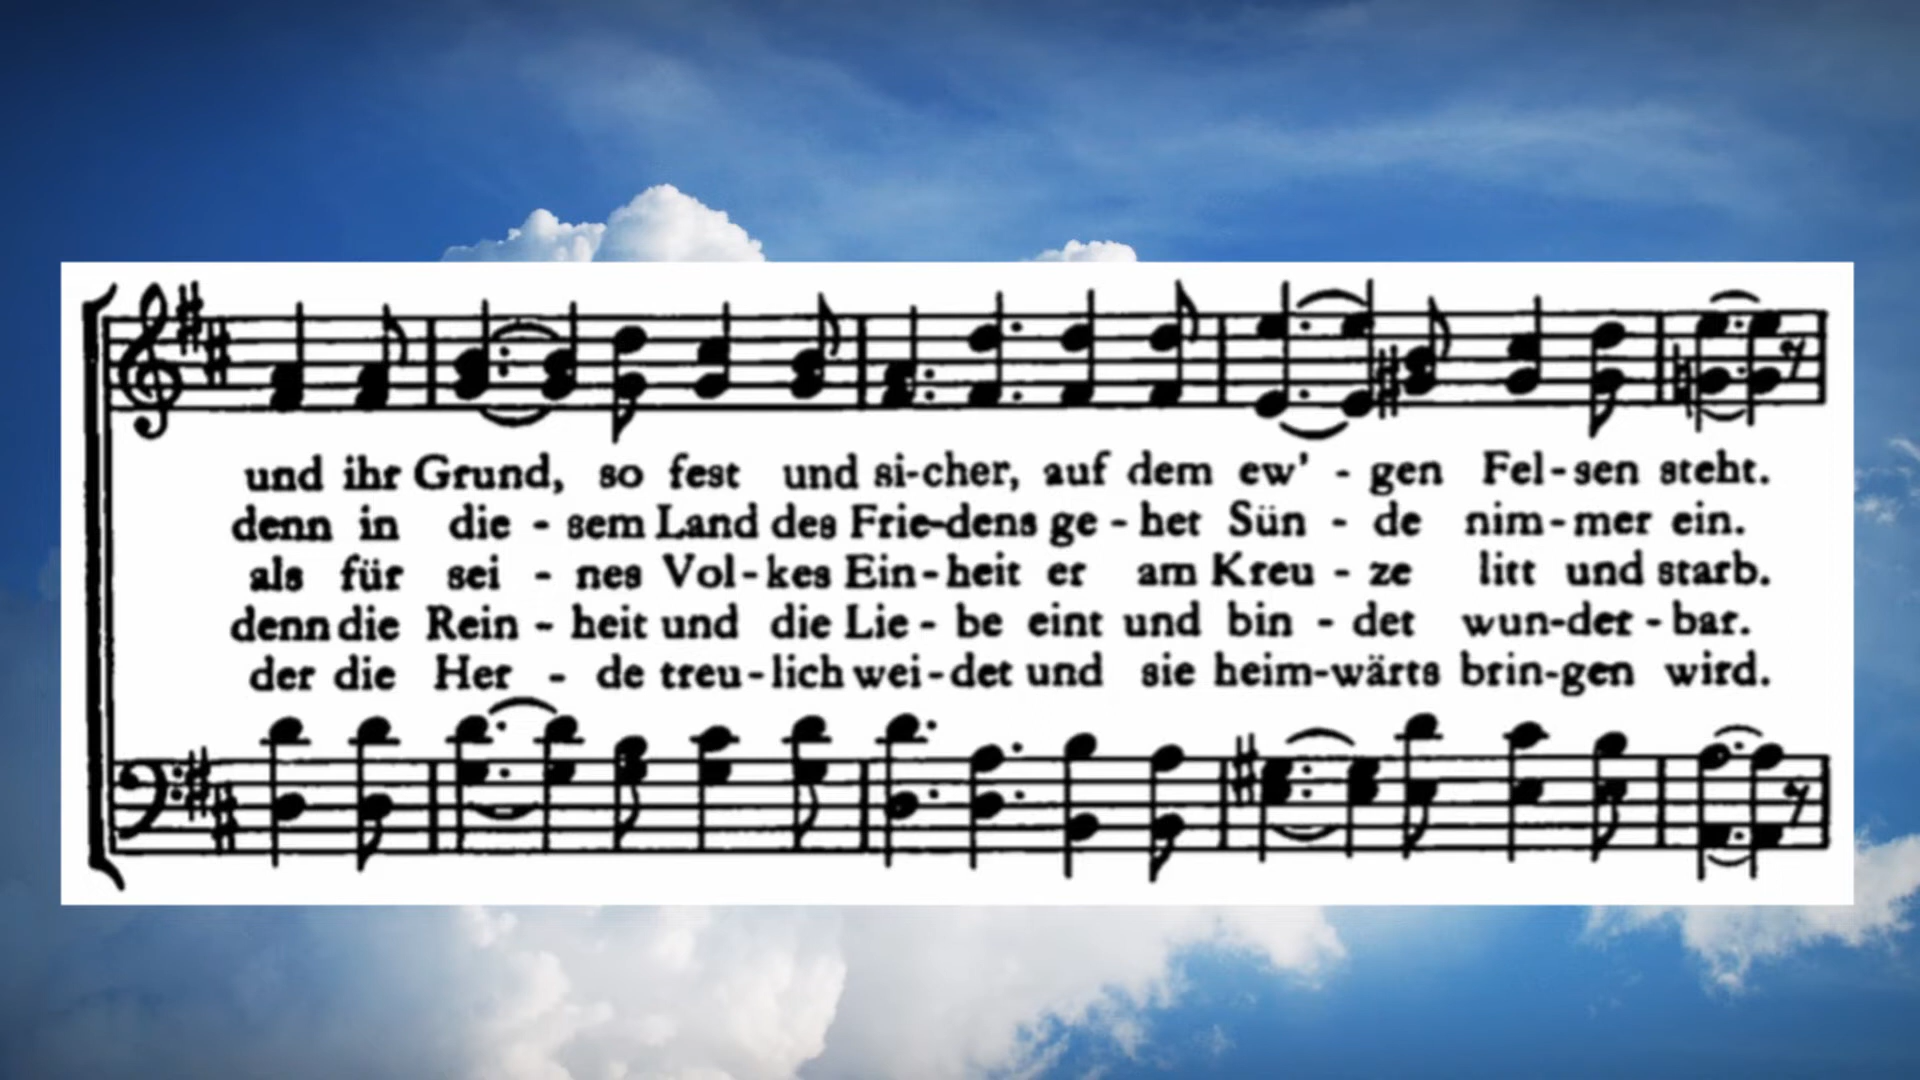 und ihr Grund, so fest und si-cher, auf dem ew' - gen Fel-sen steht.
denn in die - sem Land des Frie-dens ge - het Sün - de nim-mer ein.
als für sei - nes Vol-kes Ein-heit er am Kreu - ze litt und starb.
denn die Rein - heit und die Lie - be eint und bin - det wun-der - bar.
der die Her - de treu-lich wei-det und sie heim-wärts brin-gen wird.